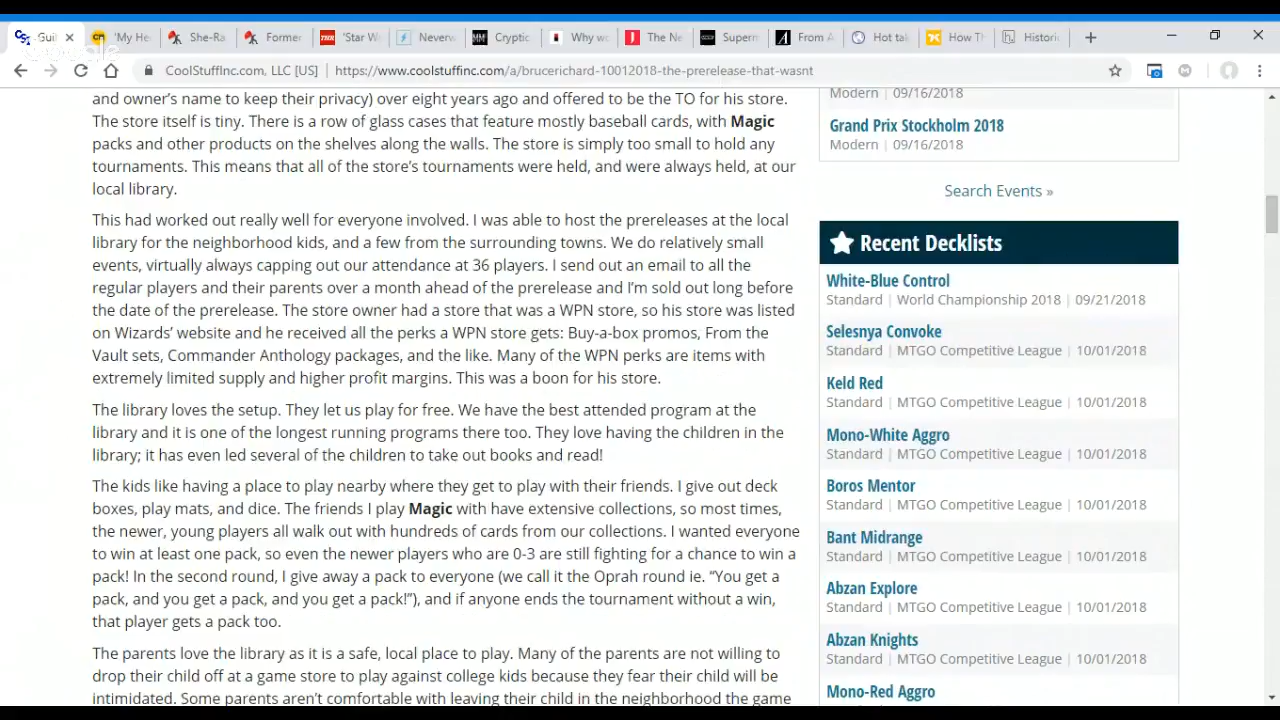 Gui
'My He
She-Ra
Former
'Star W
Neverw
Cryptic
Why wo
The Ne
Superm
From A
Hot tak
How Th
CoolStuffInc.com, LLC [US] | https://www.coolstuffinc.com/a/brucerichard-10012018-the-prerelease-that-wasnt
and owner's name to keep their privacy) over eight years ago and offered to be the TO for his store.
The store itself is tiny. There is a row of glass cases that feature mostly baseball cards, with Magic
packs and other products on the shelves along the walls. The store is simply too small to hold any
tournaments. This means that all of the store's tournaments were held, and were always held, at our
local library.
This had worked out really well for everyone involved. I was able to host the prereleases at the local
library for the neighborhood kids, and a few from the surrounding towns. We do relatively small
events, virtually always capping out our attendance at 36 players. I send out an email to all the
regular players and their parents over a month ahead of the prerelease and I'm sold out long before
the date of the prerelease. The store owner had a store that was a WPN store, so his store was listed
on Wizards' website and he received all the perks a WPN store gets: Buy-a-box promos, From the
Vault sets, Commander Anthology packages, and the like. Many of the WPN perks are items with
extremely limited supply and higher profit margins. This was a boon for his store.
The library loves the setup. They let us play for free. We have the best attended program at the
library and it is one of the longest running programs there too. They love having the children in the
library; it has even led several of the children to take out books and read!
The kids like having a place to play nearby where they get to play with their friends. I give out deck
boxes, play mats, and dice. The friends I play Magic with have extensive collections, so most times,
the newer, young players all walk out with hundreds of cards from our collections. I wanted everyone
to win at least one pack, so even the newer players who are 0-3 are still fighting for a chance to win a
pack! In the second round, I give away a pack to everyone (we call it the Oprah round ie. "You get a
pack, and you get a pack, and you get a pack!"), and if anyone ends the tournament without a win,
that player gets a pack too.
The parents love the library as it is a safe, local place to play. Many of the parents are not willing to
drop their child off at a game store to play against college kids because they fear their child will be
intimidated. Some parents aren't comfortable with leaving their child in the neighborhood the game
Modern | 09/16/2018
Grand Prix Stockholm 2018
Modern | 09/16/2018
Search Events »
Recent Decklists
White-Blue Control
Standard | World Championship 2018 | 09/21/2018
Selesnya Convoke
Standard | MTGO Competitive League | 10/01/2018
Keld Red
Standard | MTGO Competitive League | 10/01/2018
Mono-White Aggro
Standard | MTGO Competitive League | 10/01/2018
Boros Mentor
Standard | MTGO Competitive League | 10/01/2018
Bant Midrange
Standard | MTGO Competitive League | 10/01/2018
Abzan Explore
Standard | MTGO Competitive League | 10/01/2018
Abzan Knights
Standard | MTGO Competitive League | 10/01/2018
Mono-Red Aggro